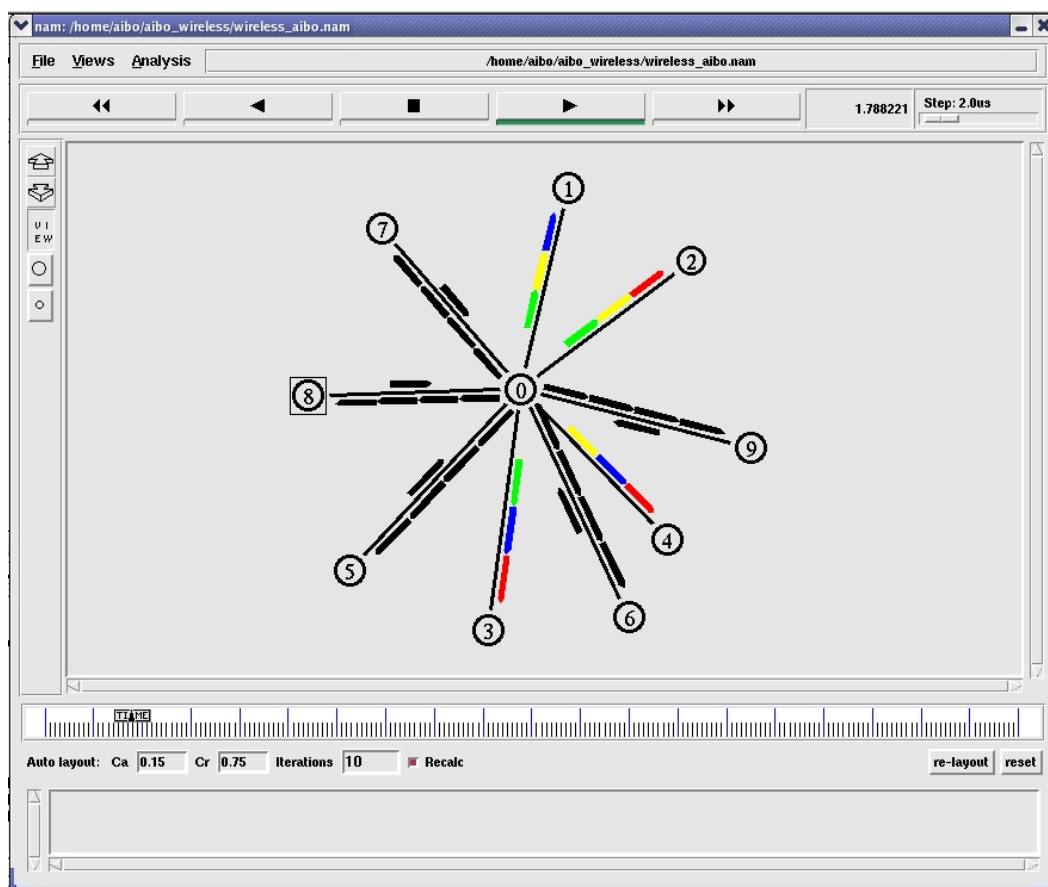 nam: /home/aibo/aibo_wireless/wireless_aibo.nam
File Views Analysis /home/aibo/aibo_wireless/wireless_aibo.nam
1.788221 Step: 2.0us
V I
E W
1
7
2
0
8
9
4
5
6
3
TIME
Auto layout: Ca 0.15 Cr 0.75 Iterations 10 Recalc re-layout reset